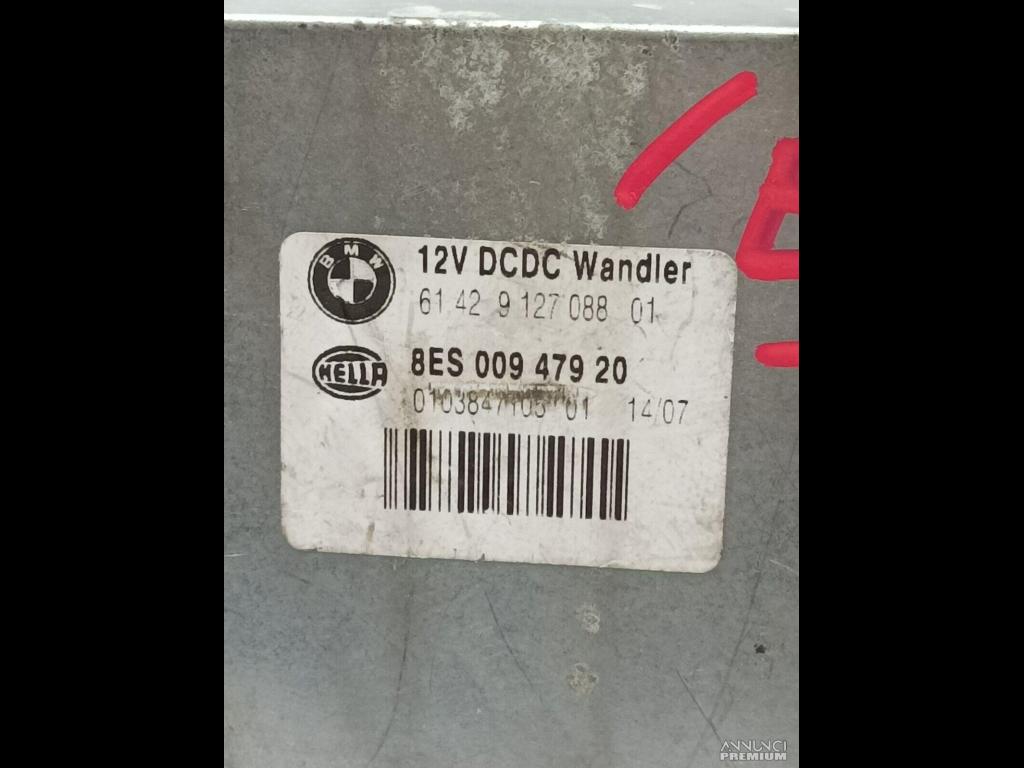 BMW
12V DCDC Wandler
61 42 9 127 088 01
HELLA
8ES 009 479 20
14/07
ANNUNCI
PREMIUM